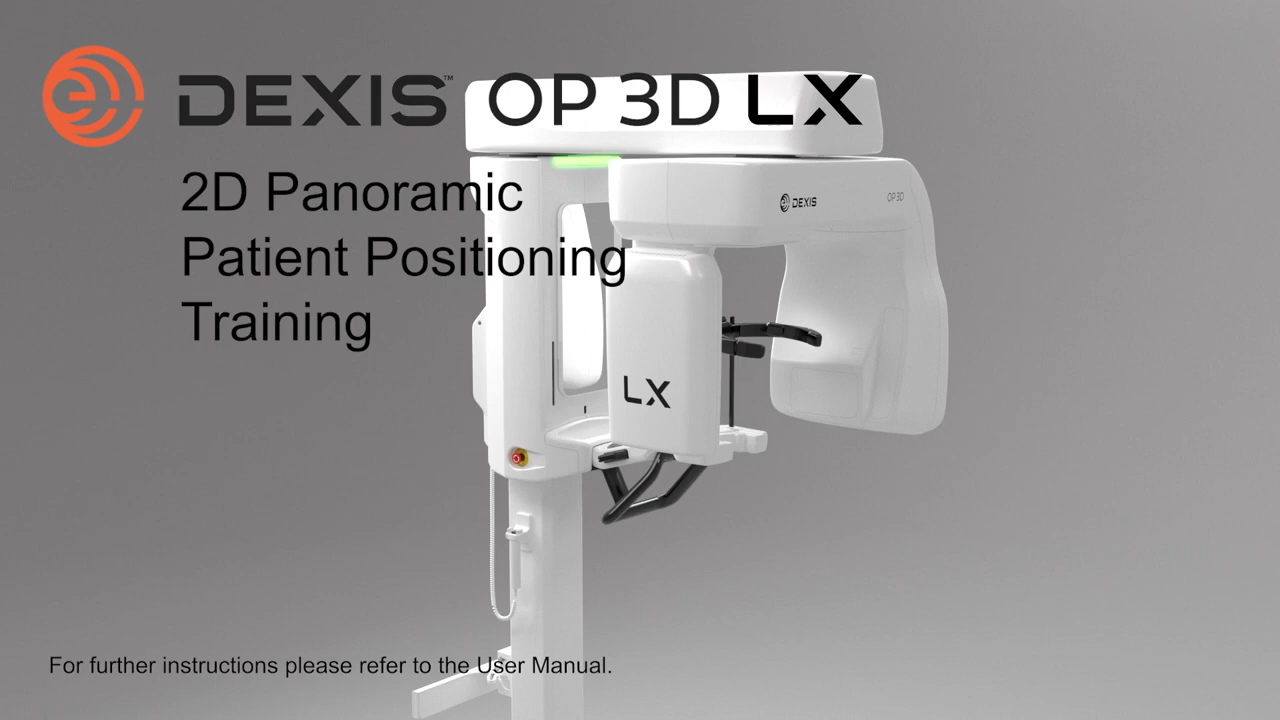 DEXIS™ OP 3D LX
2D Panoramic
Patient Positioning
Training
DEXIS
OP 3D
LX
For further instructions please refer to the User Manual.